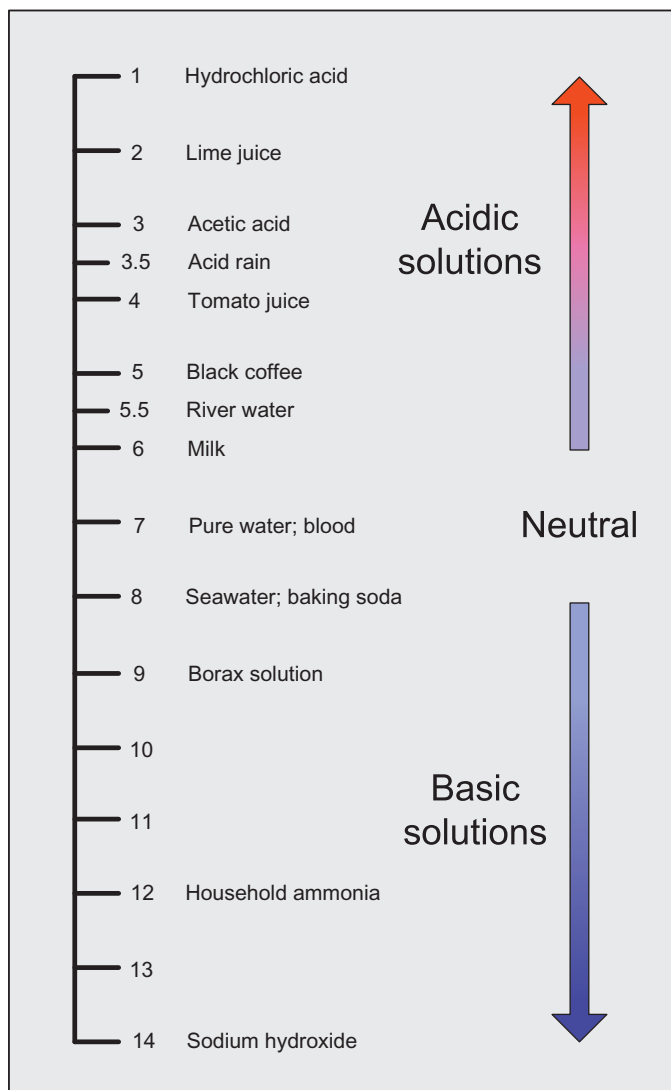 1 Hydrochloric acid
2 Lime juice
3 Acetic acid
3.5 Acid rain
4 Tomato juice
5 Black coffee
5.5 River water
6 Milk
7 Pure water; blood
8 Seawater; baking soda
9 Borax solution
10
11
12 Household ammonia
13
14 Sodium hydroxide
Acidic
solutions
Neutral
Basic
solutions